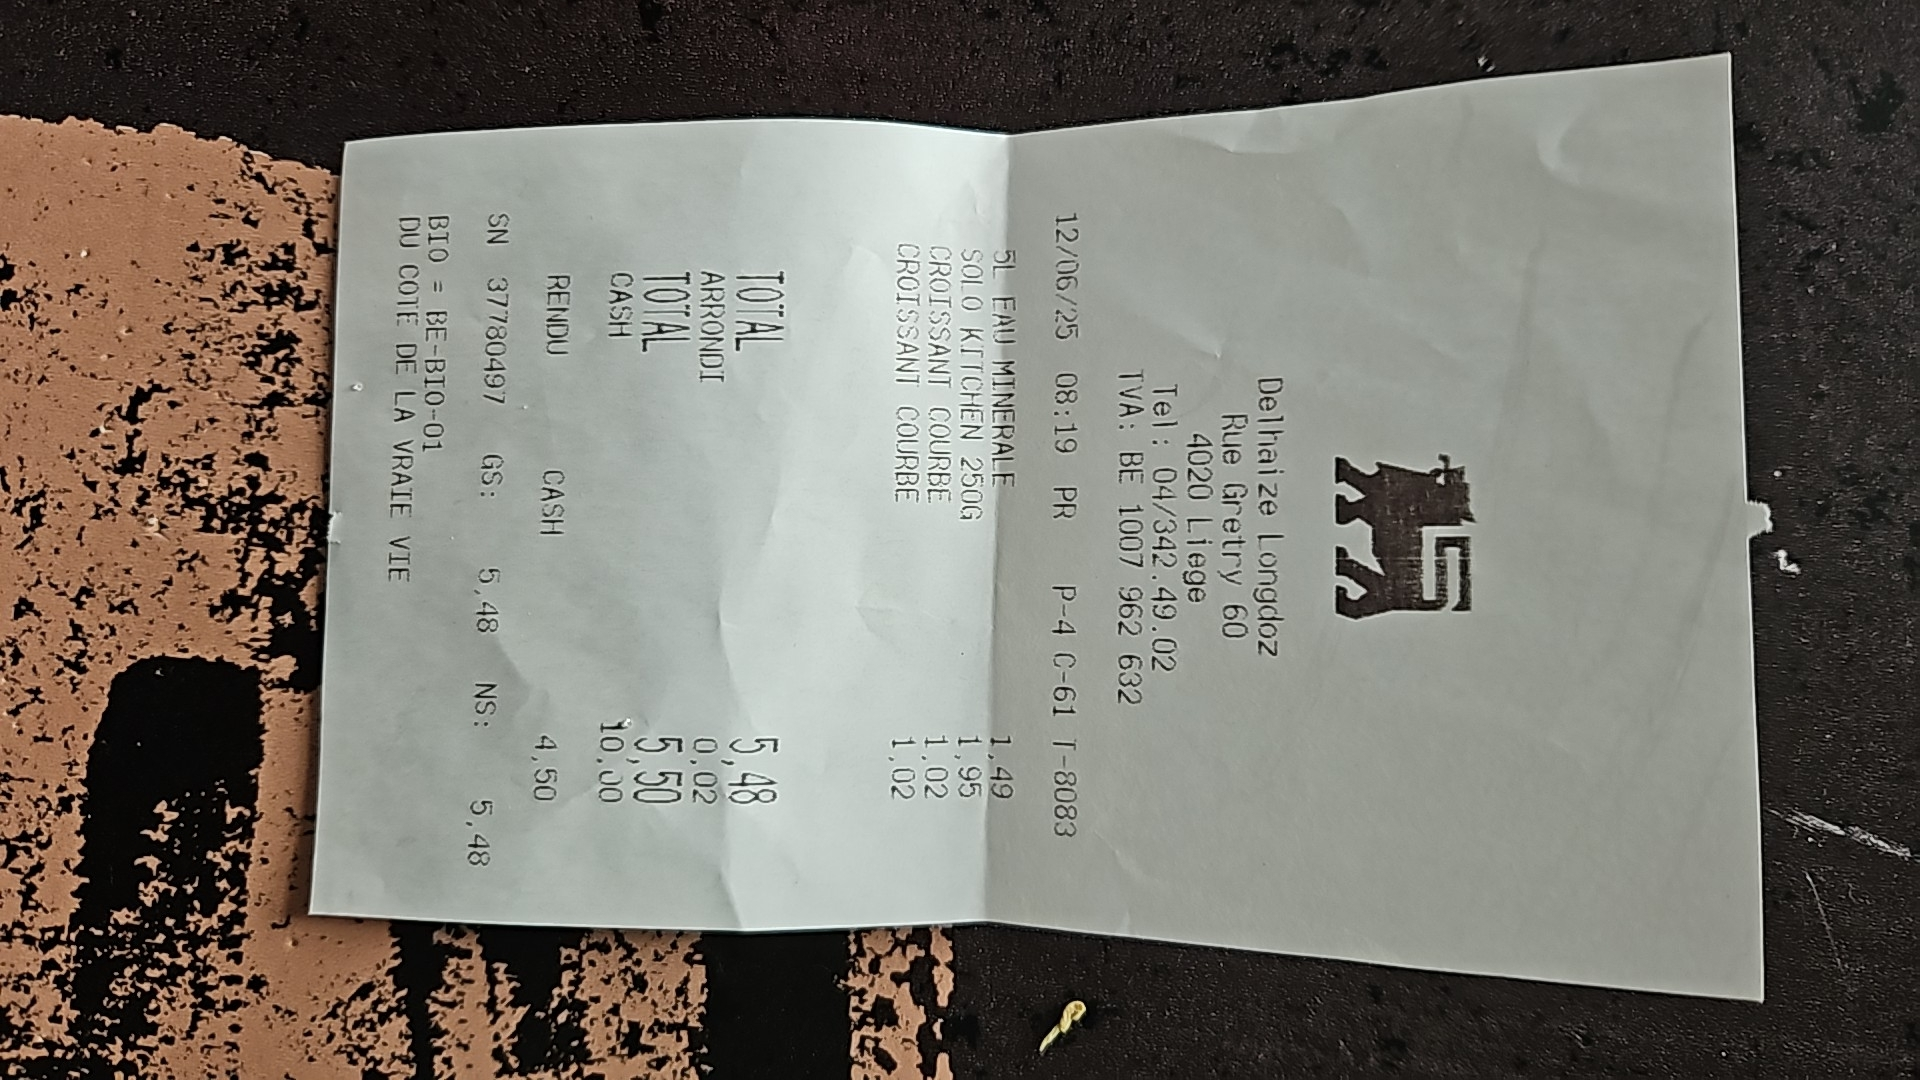 Delhaize Longdoz
Rue Gretry 60
4020 Liege
Tel: 04/342.49.02
TVA: BE 1007 962 632
12/06/25 08:19 PR P-4 C-61 T-8083
5L EAU MINERALE 1,49
SOLO KITCHEN 250G 1,95
CROISSANT COURBE 1,02
CROISSANT COURBE 1,02
TOTAL 5,48
ARRONDI 0,02
TOTAL 5,50
CASH 10,00
RENDU CASH 4,50
SN 37780497 GS: 5,48 NS: 5,48
BIO = BE-BIO-01
DU COTE DE LA VRAIE VIE